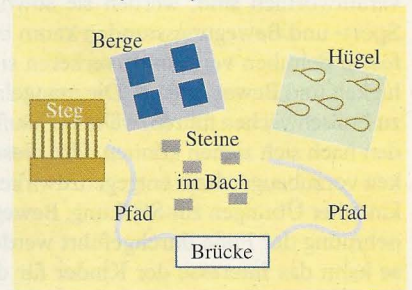 Berge
Hügel
Steg
Steine
im Bach
Pfad
Pfad
Brücke